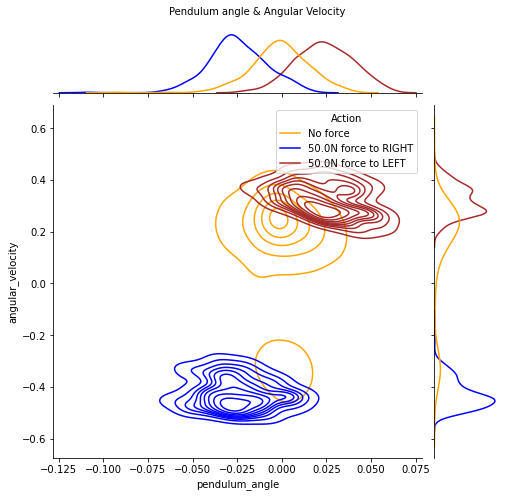 Pendulum angle & Angular Velocity
Action
No force
50.0N force to RIGHT
50.0N force to LEFT
0.6
0.4
0.2
0.0
−0.2
−0.4
−0.6
angular_velocity
−0.125 −0.100 −0.075 −0.050 −0.025 0.000 0.025 0.050 0.075
pendulum_angle